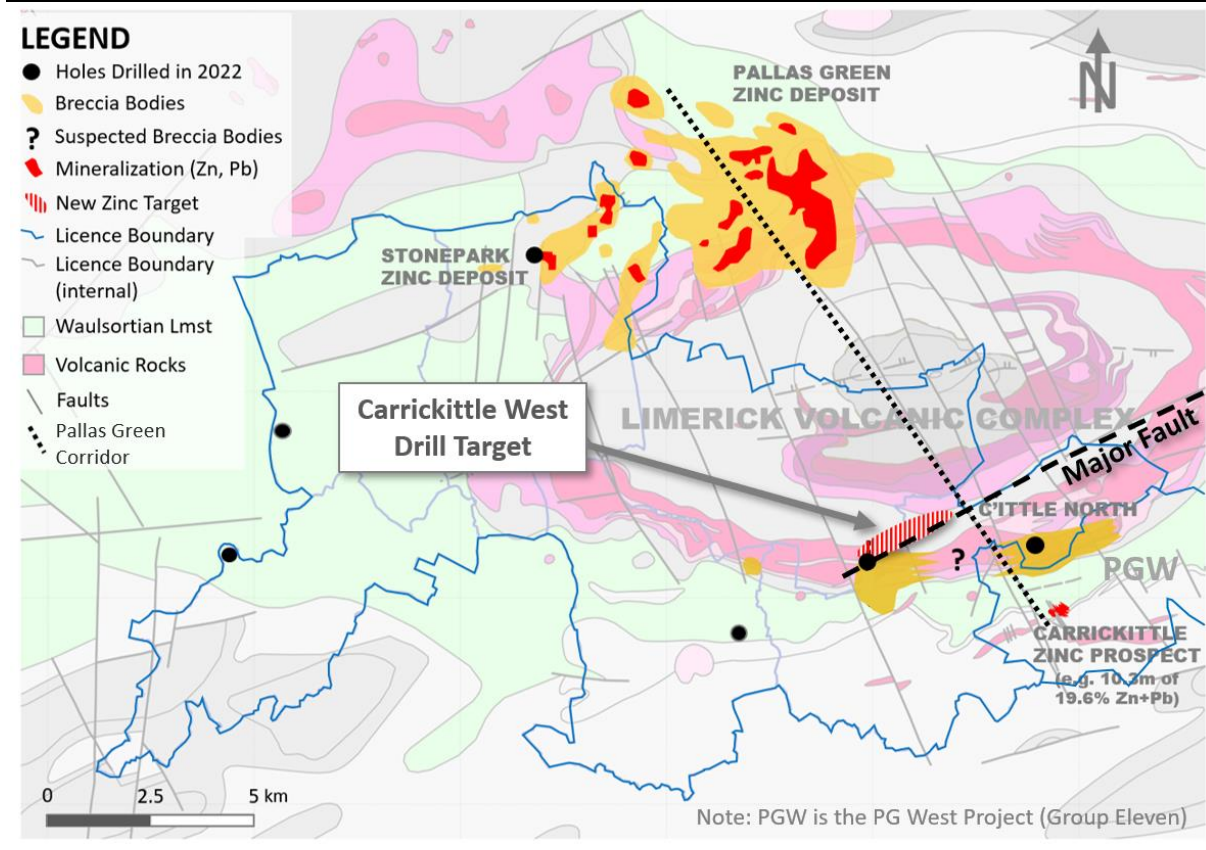 LEGEND
Holes Drilled in 2022
Breccia Bodies
? Suspected Breccia Bodies
Mineralization (Zn, Pb)
New Zinc Target
Licence Boundary
Licence Boundary
(internal)
Waulsortian Lmst
Volcanic Rocks
Faults
Pallas Green
Corridor
PALLAS GREEN
ZINC DEPOSIT
N
STONEPARK
ZINC DEPOSIT
Carrickittle West
Drill Target
LIMERICK VOLCANIC COMPLEX
Major Fault
C'ITTLE NORTH
?
PGW
CARRICKITTLE
ZINC PROSPECT
(e.g. 10.3m of
19.6% Zn+Pb)
0 2.5 5 km
Note: PGW is the PG West Project (Group Eleven)